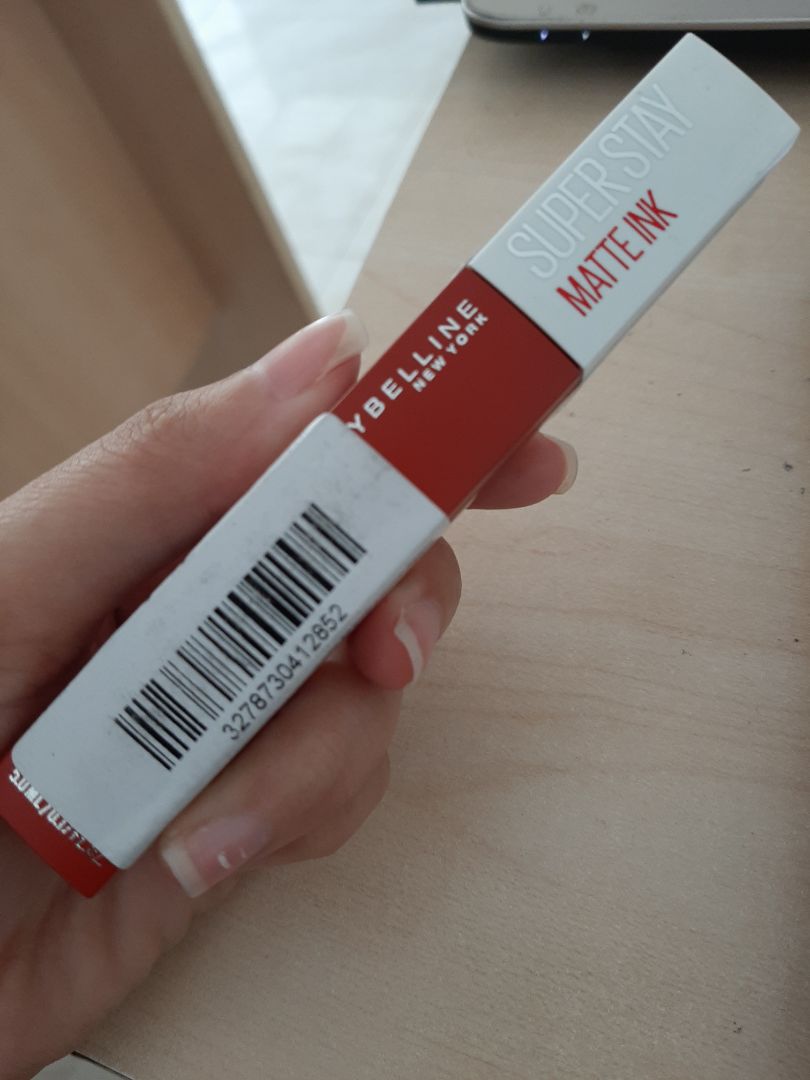 SUPER STAY
MATTE INK
YBELLINE
NEW YORK
3278730412852